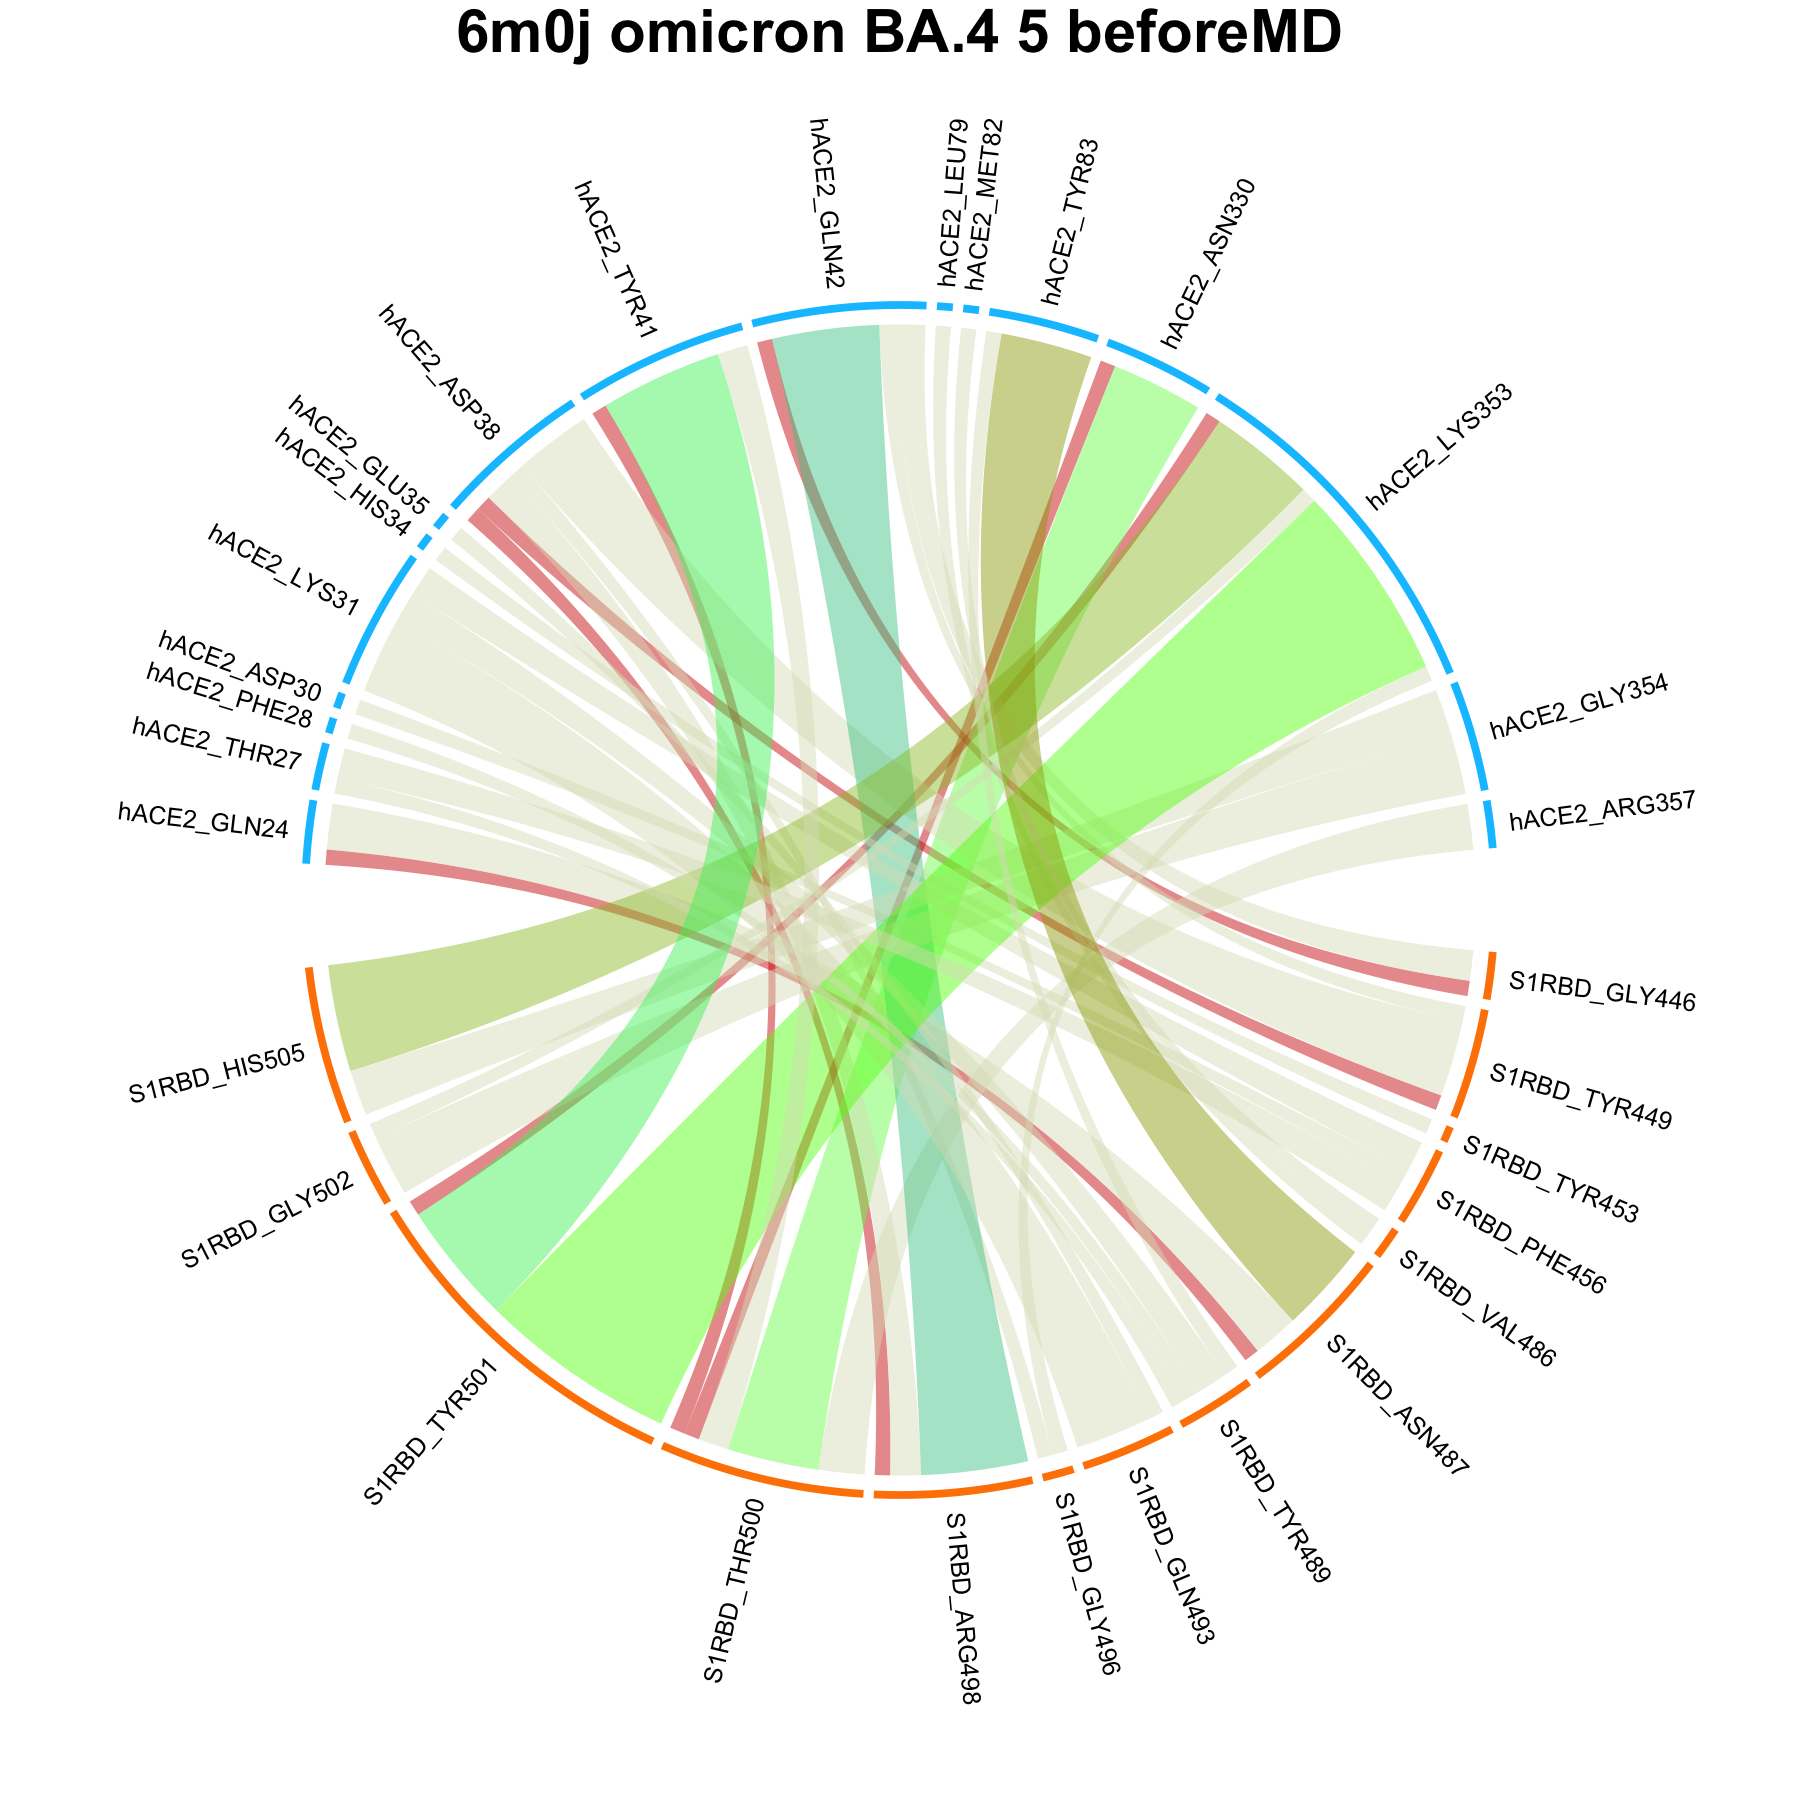 6m0j omicron BA.4 5 beforeMD
hACE2_GLN24
hACE2_THR27
hACE2_PHE28
hACE2_ASP30
hACE2_LYS31
hACE2_HIS34
hACE2_GLU35
hACE2_ASP38
hACE2_TYR41
hACE2_GLN42
hACE2_LEU79
hACE2_MET82
hACE2_TYR83
hACE2_ASN330
hACE2_LYS353
hACE2_GLY354
hACE2_ARG357
S1RBD_GLY446
S1RBD_TYR449
S1RBD_TYR453
S1RBD_PHE456
S1RBD_VAL486
S1RBD_ASN487
S1RBD_TYR489
S1RBD_GLN493
S1RBD_GLY496
S1RBD_ARG498
S1RBD_THR500
S1RBD_TYR501
S1RBD_GLY502
S1RBD_HIS505